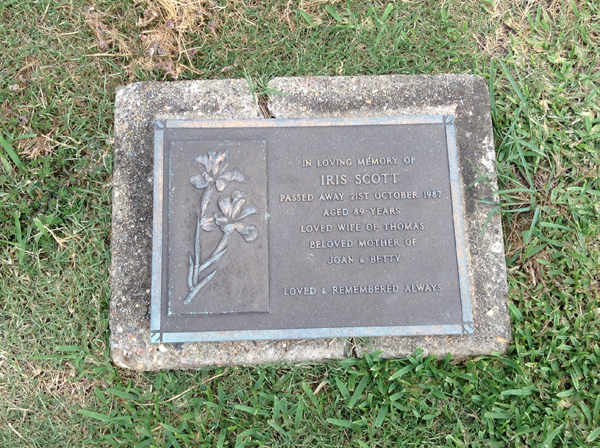 IN LOVING MEMORY OF
IRIS SCOTT
PASSED AWAY 21ST OCTOBER 1987
AGED 89 YEARS
LOVED WIFE OF THOMAS
BELOVED MOTHER OF
JOAN & BETTY
LOVED & REMEMBERED ALWAYS